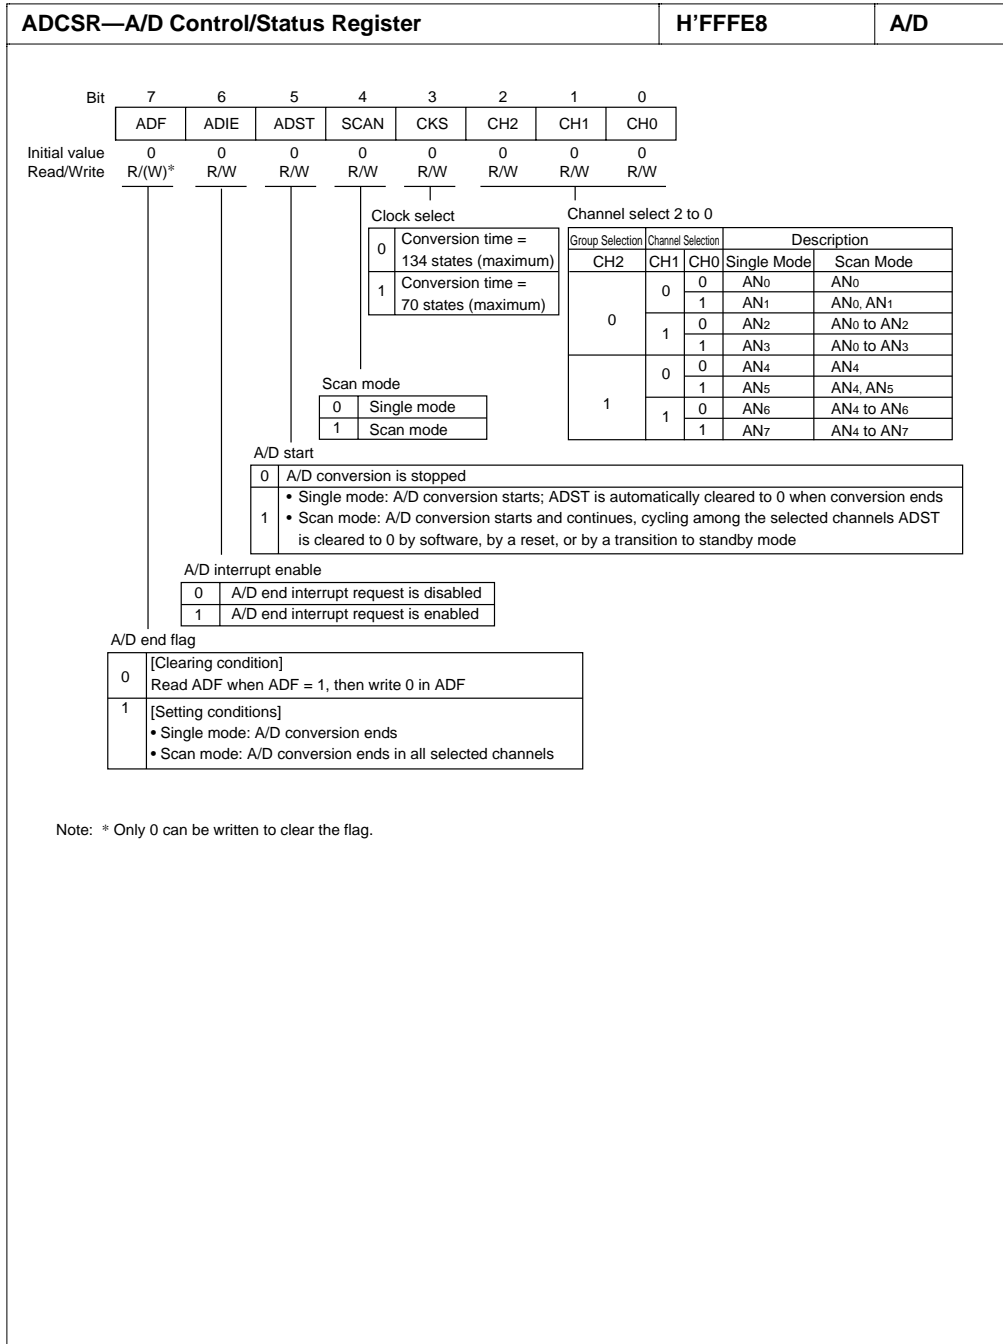 ADCSR—A/D Control/Status Register H'FFFE8 A/D
Bit 7 6 5 4 3 2 1 0
ADF ADIE ADST SCAN CKS CH2 CH1 CH0
Initial value 0 0 0 0 0 0 0 0
Read/Write R/(W)* R/W R/W R/W R/W R/W R/W R/W
Clock select
0 Conversion time =
134 states (maximum)
1 Conversion time =
70 states (maximum)
Channel select 2 to 0
Group Selection Channel Selection Description
CH2 CH1 CH0 Single Mode Scan Mode
0 0 0 AN0 AN0
1 AN1 AN0, AN1
1 0 AN2 AN0 to AN2
1 AN3 AN0 to AN3
1 0 0 AN4 AN4
1 AN5 AN4, AN5
1 0 AN6 AN4 to AN6
1 AN7 AN4 to AN7
Scan mode
0 Single mode
1 Scan mode
A/D start
0 A/D conversion is stopped
1 • Single mode: A/D conversion starts; ADST is automatically cleared to 0 when conversion ends
• Scan mode: A/D conversion starts and continues, cycling among the selected channels ADST
is cleared to 0 by software, by a reset, or by a transition to standby mode
A/D interrupt enable
0 A/D end interrupt request is disabled
1 A/D end interrupt request is enabled
A/D end flag
0 [Clearing condition]
Read ADF when ADF = 1, then write 0 in ADF
1 [Setting conditions]
• Single mode: A/D conversion ends
• Scan mode: A/D conversion ends in all selected channels
Note: * Only 0 can be written to clear the flag.